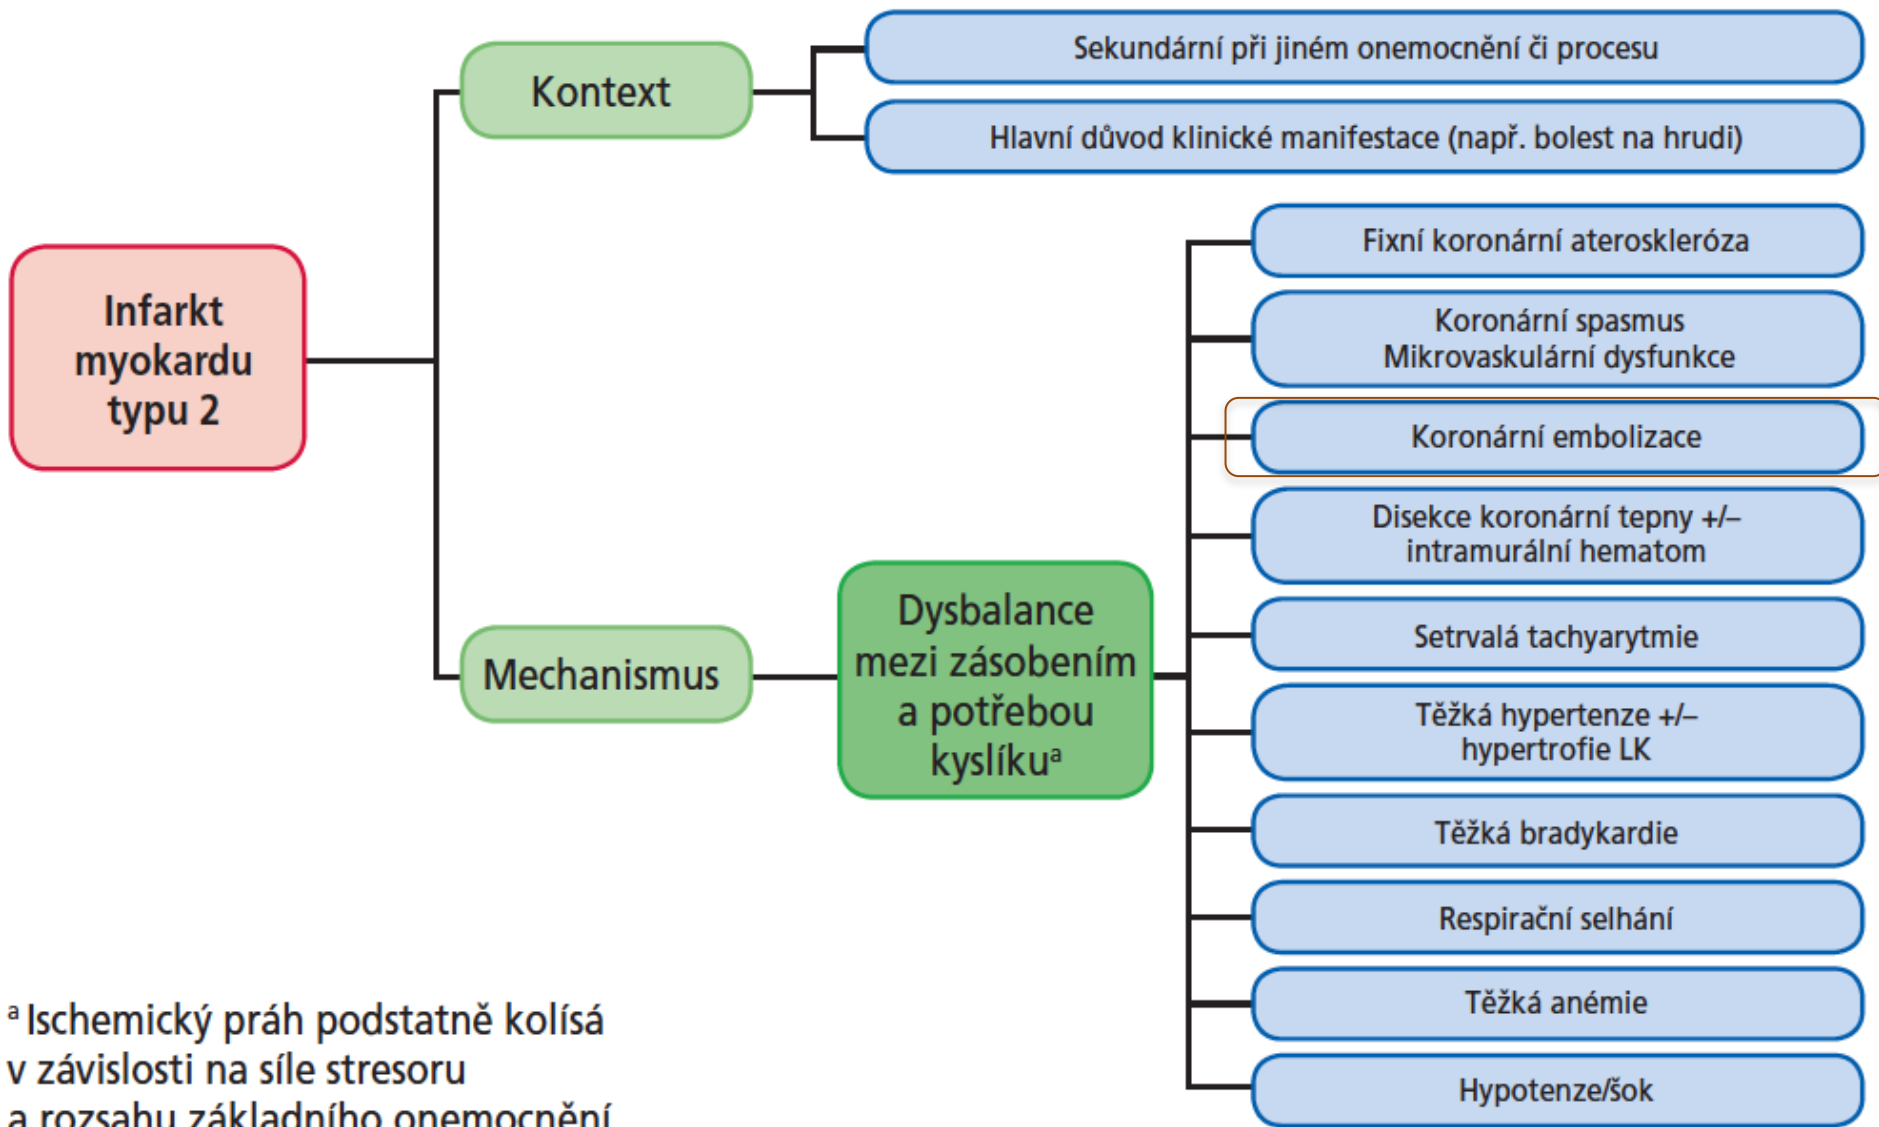 Sekundární při jiném onemocnění či procesu
Kontext
Hlavní důvod klinické manifestace (např. bolest na hrudi)
Infarkt
myokardu
typu 2
Fixní koronární ateroskleróza
Koronární spasmus
Mikrovaskulární dysfunkce
Koronární embolizace
Disekce koronární tepny +/–
intramurální hematom
Mechanismus
Dysbalance
mezi zásobením
a potřebou
kyslíkuᵃ
Setrvalá tachyarytmie
Těžká hypertenze +/–
hypertrofie LK
Těžká bradykardie
Respirační selhání
Těžká anémie
Hypotenze/šok
ᵃ Ischemický práh podstatně kolísá
v závislosti na síle stresoru
a rozsahu základního onemocnění